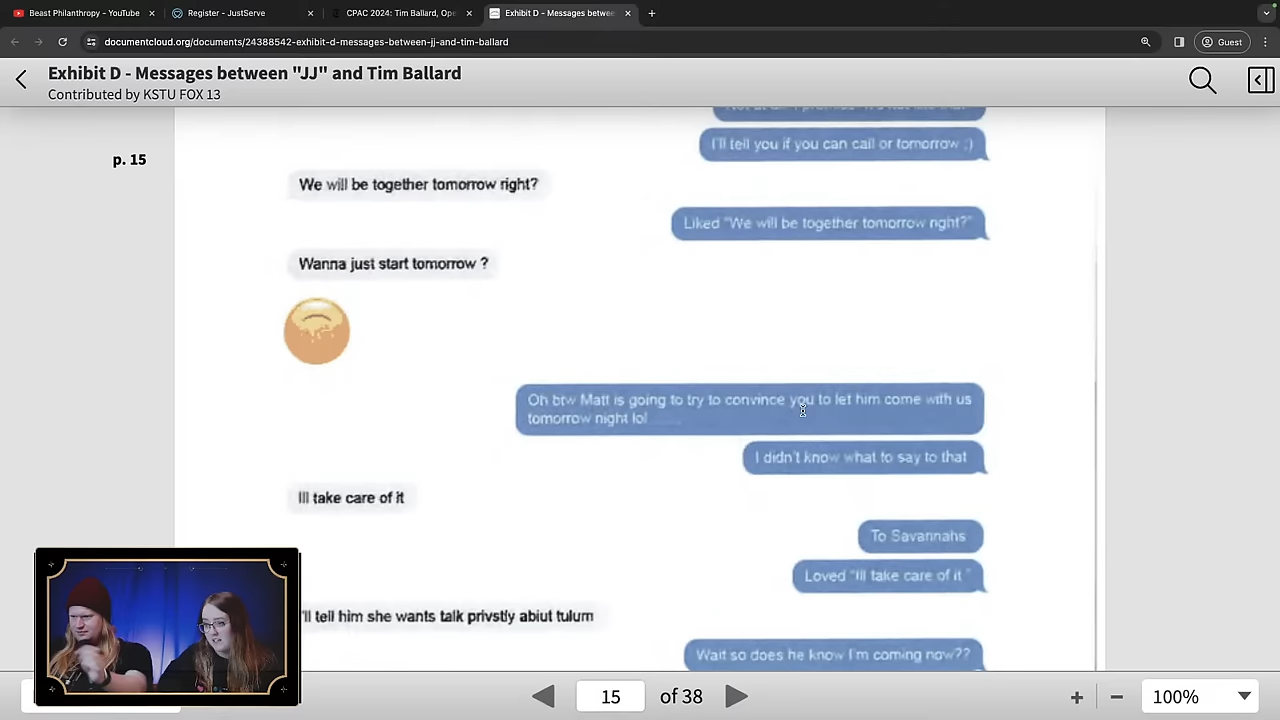 Beast Philanthropy - YouTube
Register - JustServe
CPAC 2024: Tim Ballard, Ope
Exhibit D - Messages betwee
documentcloud.org/documents/24388542-exhibit-d-messages-between-jj-and-tim-ballard
Guest
Exhibit D - Messages between "JJ" and Tim Ballard
Contributed by KSTU FOX 13
p. 15
I'll tell you if you can call or tomorrow :)
We will be together tomorrow right?
Liked "We will be together tomorrow right?"
Wanna just start tomorrow ?
Oh btw Matt is going to try to convince you to let him come with us
tomorrow night lol
I didn't know what to say to that
Ill take care of it
To Savannahs
Loved "Ill take care of it "
'll tell him she wants talk privstly abiut tulum
Wait so does he know I'm coming now??
15 of 38
100%